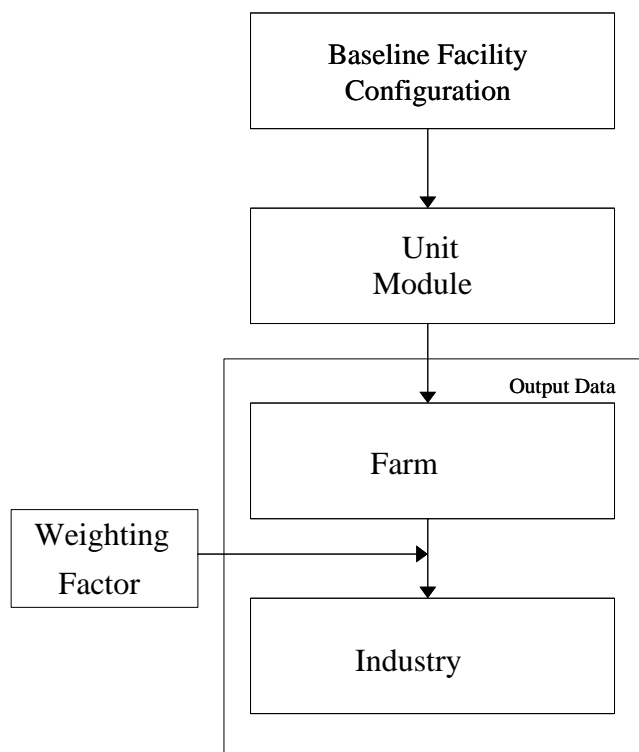 Baseline Facility
Configuration
Unit
Module
Output Data
Farm
Weighting
Factor
Industry